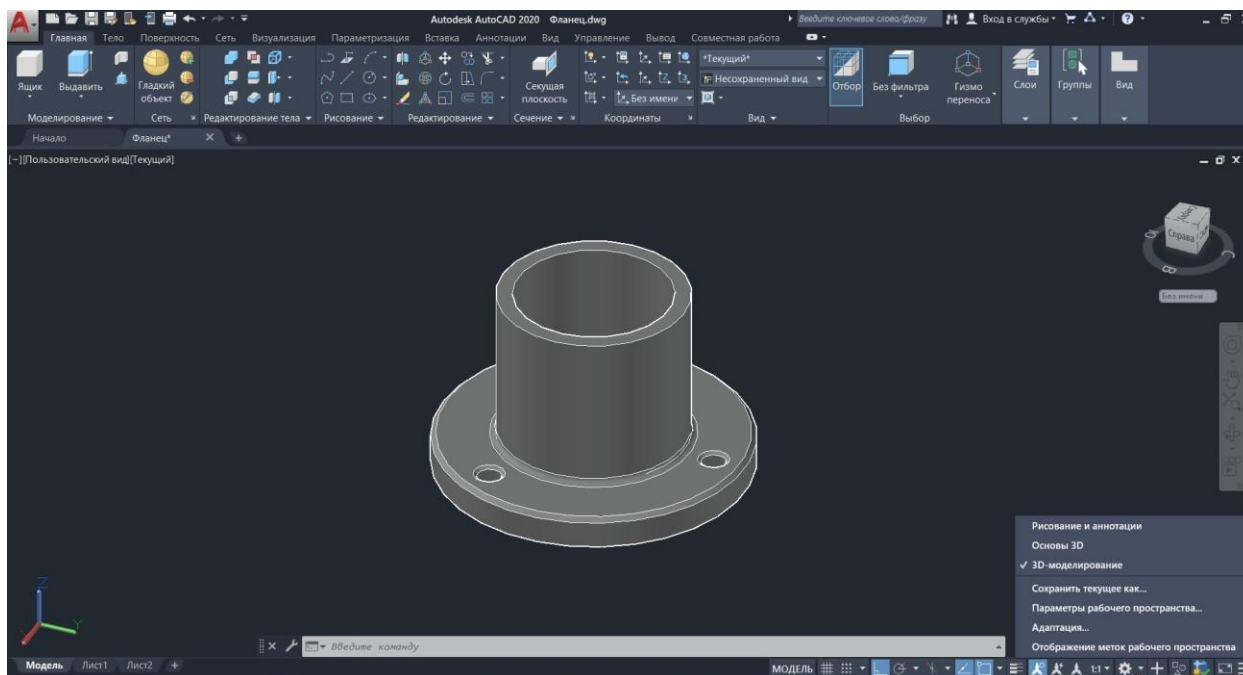 Autodesk AutoCAD 2020 Фланец.dwg
Введите ключевое слово/фразу
Вход в службы
Главная Тело Поверхность Сеть Визуализация Параметризация Вставка Аннотации Вид Управление Вывод Совместная работа
*Текущий*
Несохраненный вид
Без имени
Ящик
Выдавить
Гладкий
объект
Секущая
плоскость
Отбор
Без фильтра
Гизмо
переноса
Слои
Группы
Вид
Моделирование Сеть Редактирование тела Рисование Редактирование Сечение Координаты Вид Выбор
Начало
Фланец*
[−][Пользовательский вид][Текущий]
Справа
Без имени
Z
Y
Рисование и аннотации
Основы 3D
3D-моделирование
Сохранить текущее как...
Параметры рабочего пространства...
Адаптация...
Отображение меток рабочего пространства
Введите команду
Модель Лист1 Лист2 +
МОДЕЛЬ
1:1